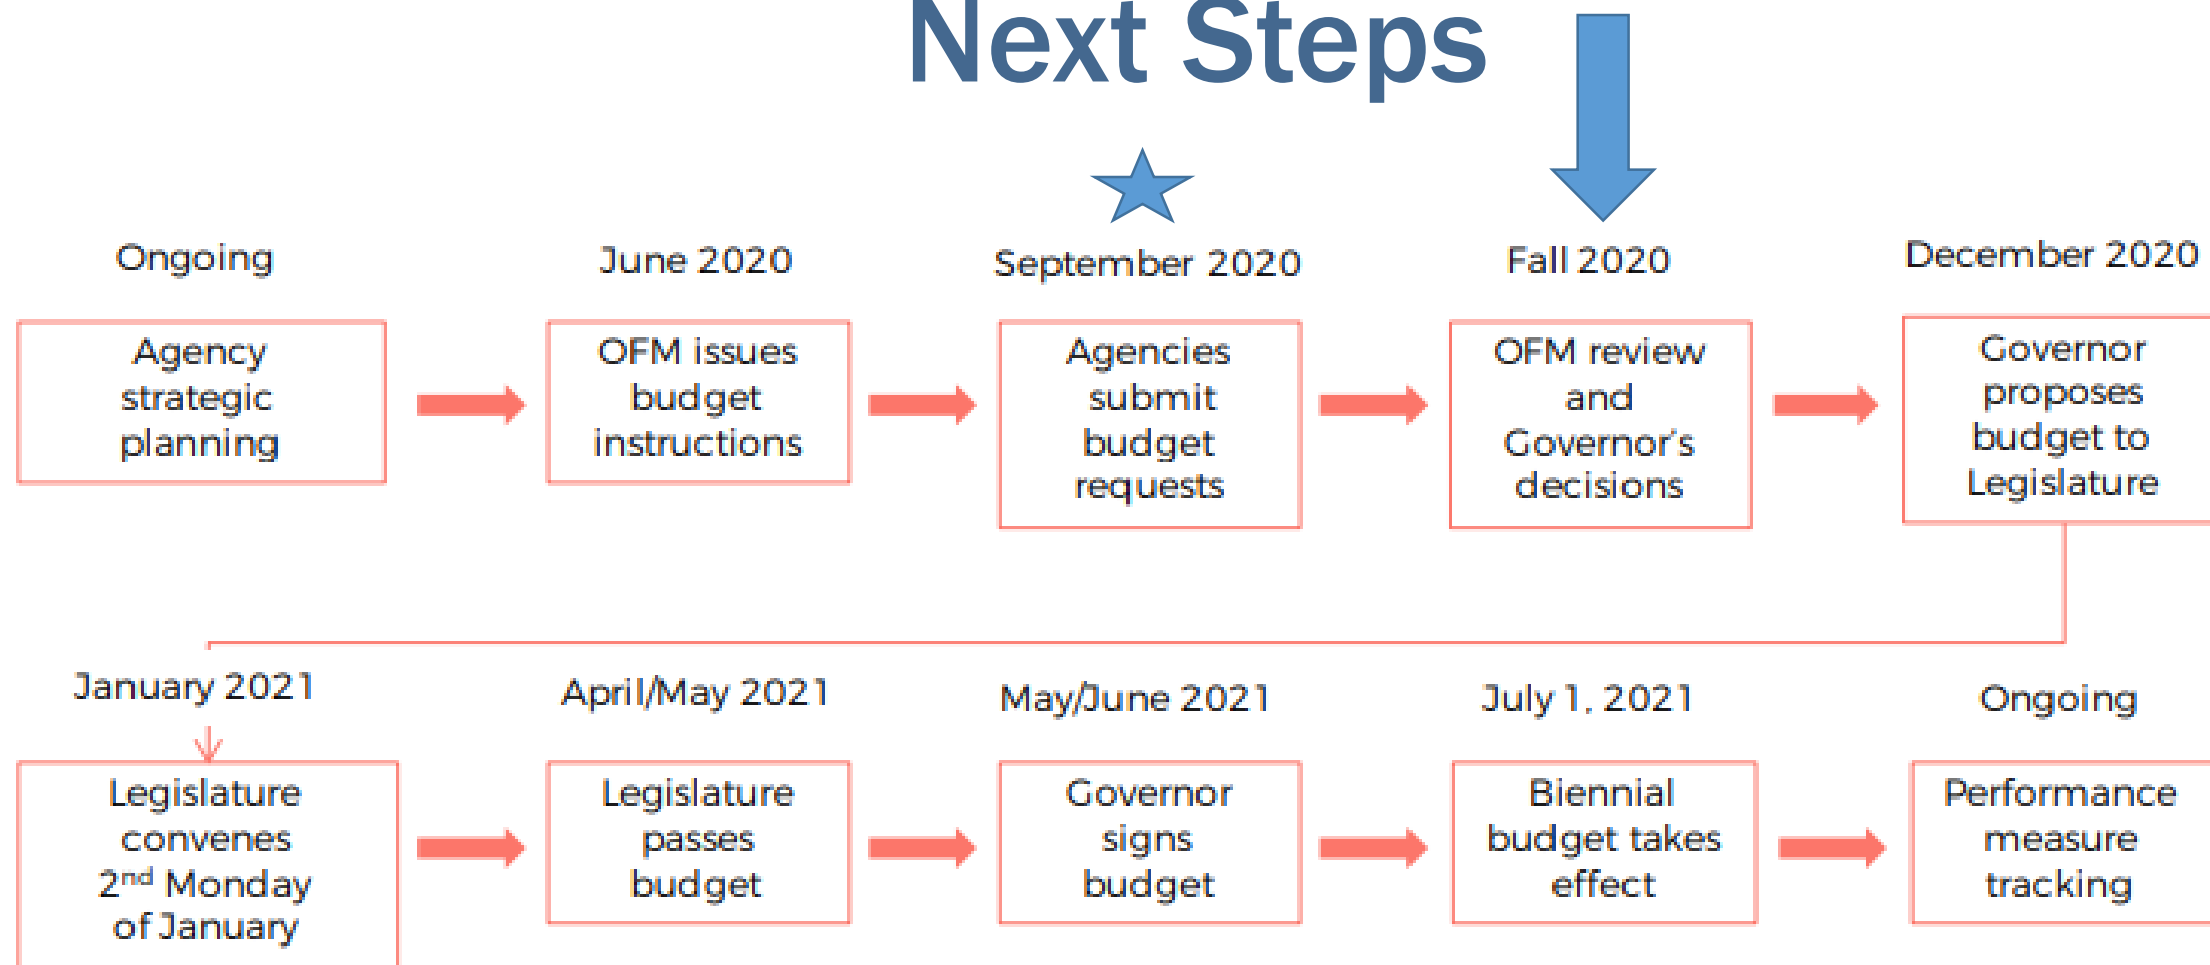 Next Steps
Ongoing
Agency
strategic
planning
June 2020
OFM issues
budget
instructions
September 2020
Agencies
submit
budget
requests
Fall 2020
OFM review
and
Governor's
decisions
December 2020
Governor
proposes
budget to
Legislature
January 2021
Legislature
convenes
2nd Monday
of January
April/May 2021
Legislature
passes
budget
May/June 2021
Governor
signs
budget
July 1, 2021
Biennial
budget takes
effect
Ongoing
Performance
measure
tracking